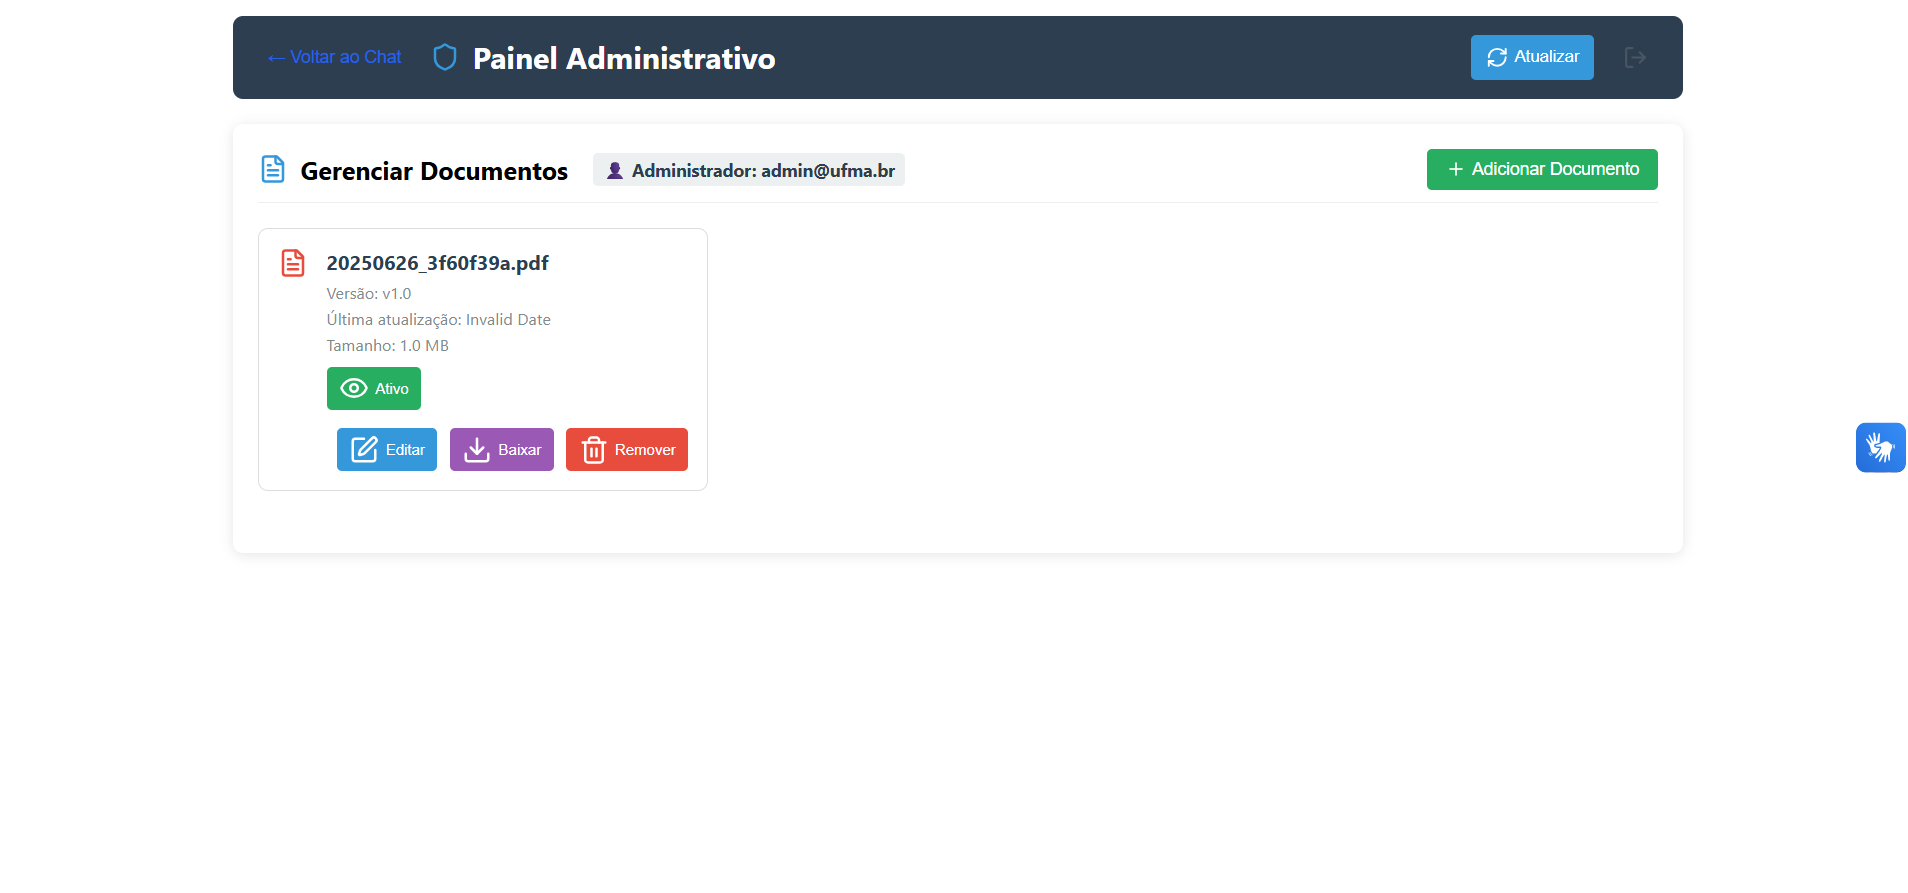 ← Voltar ao Chat
Painel Administrativo
Atualizar
Gerenciar Documentos
Administrador: admin@ufma.br
+ Adicionar Documento
20250626_3f60f39a.pdf
Versão: v1.0
Última atualização: Invalid Date
Tamanho: 1.0 MB
Ativo
Editar
Baixar
Remover